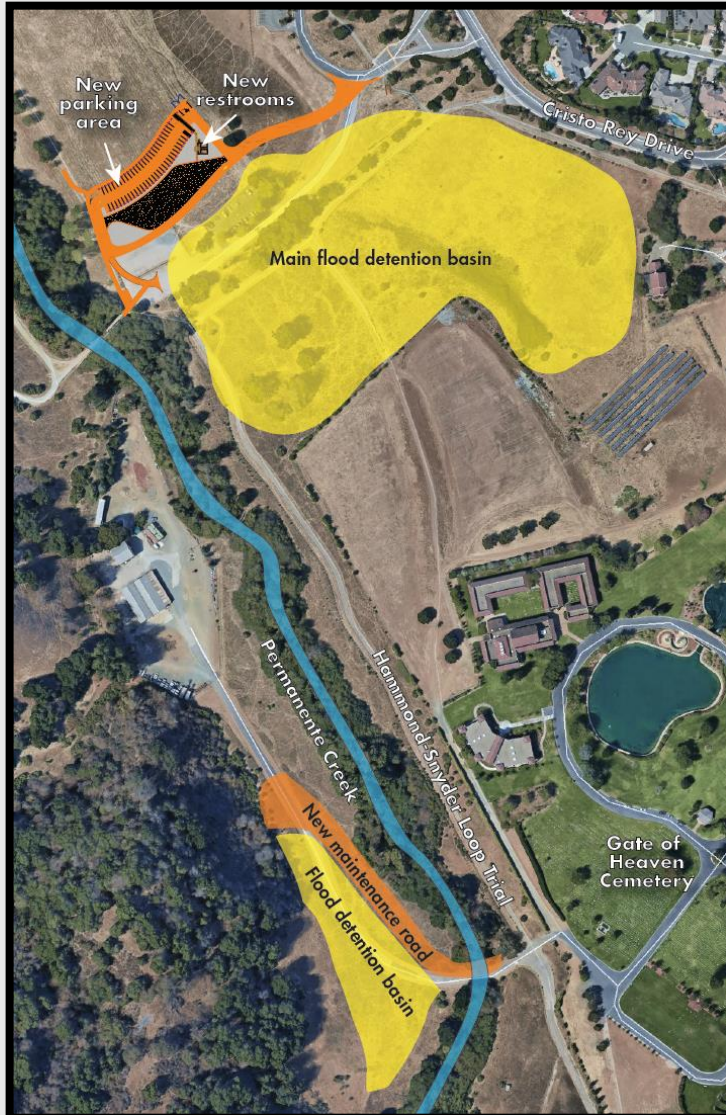 New
parking
area
New
restrooms
Cristo Rey Drive
Main flood detention basin
Permanente Creek
Hammond-Snyder Loop Trial
New maintenance road
Flood detention basin
Gate of
Heaven
Cemetery